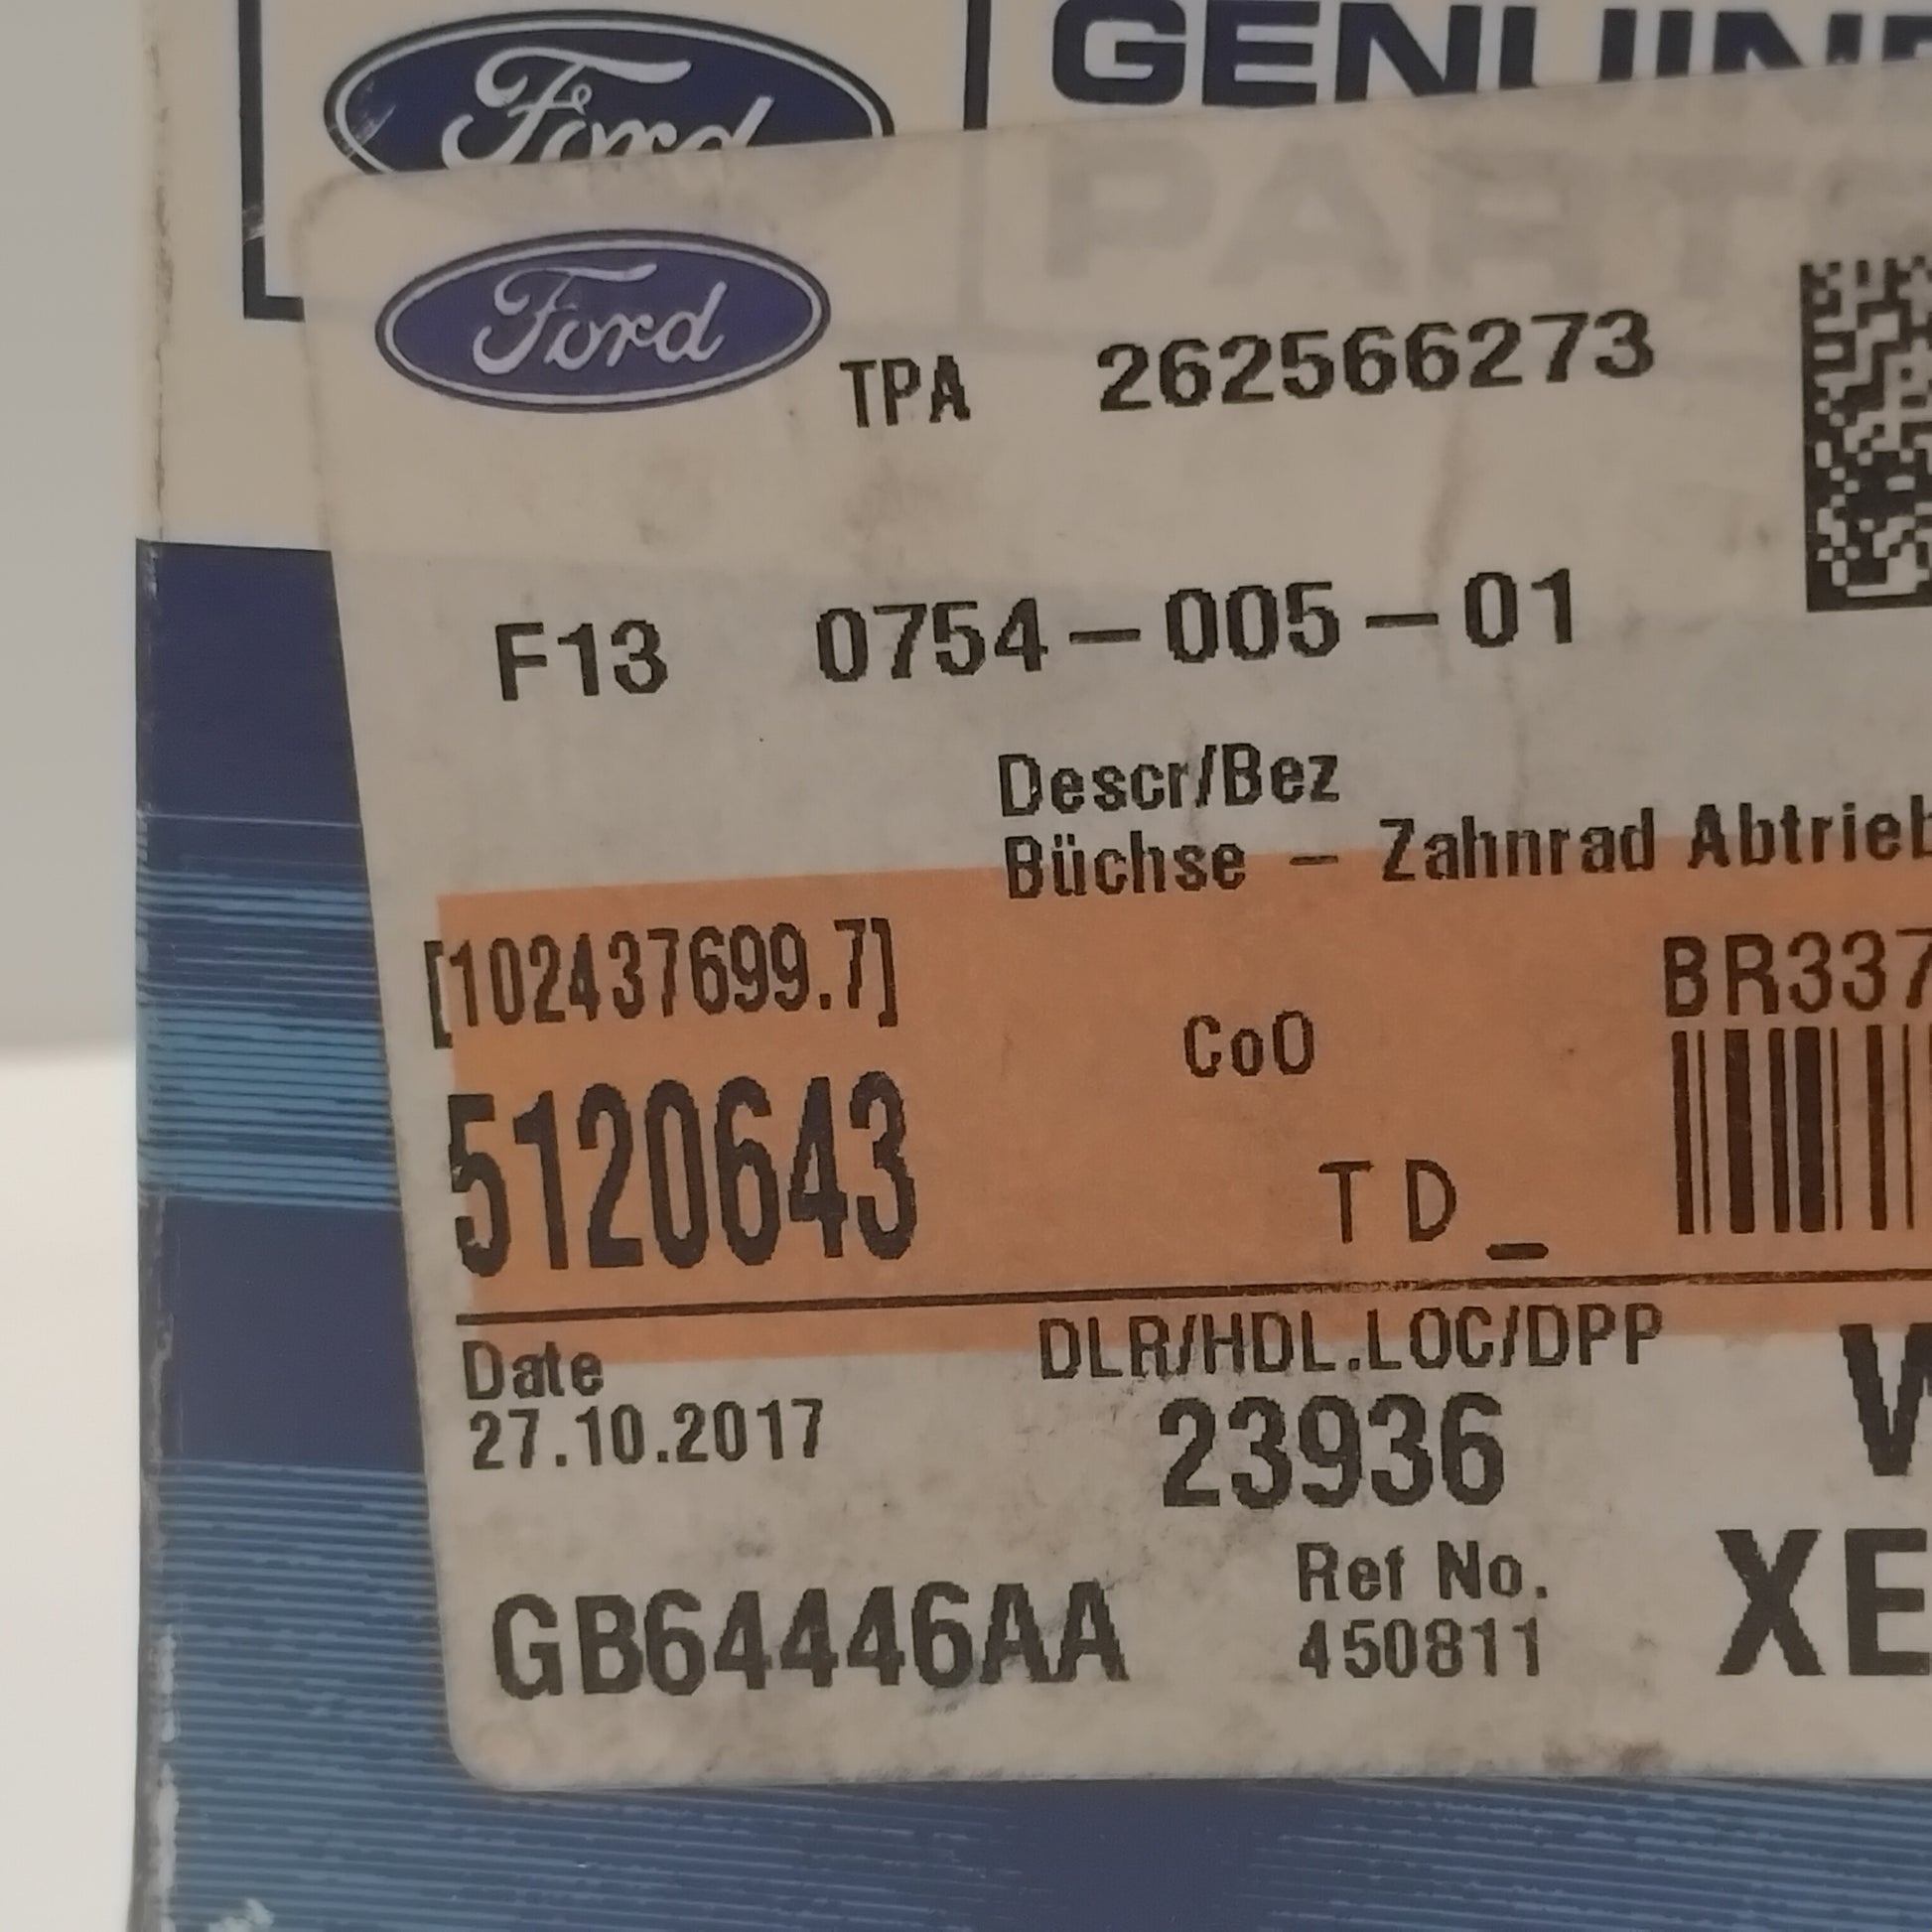 Ford GENUINE
PARTS
Ford TPA 262566273
F13 0754-005-01
Descr/Bez
Büchse - Zahnrad Abtrieb
[102437699.7] BR337
CoO
5120643 TD_
Date DLR/HDL.LOC/DPP
27.10.2017 23936
Ref No. XE
GB64446AA 450811